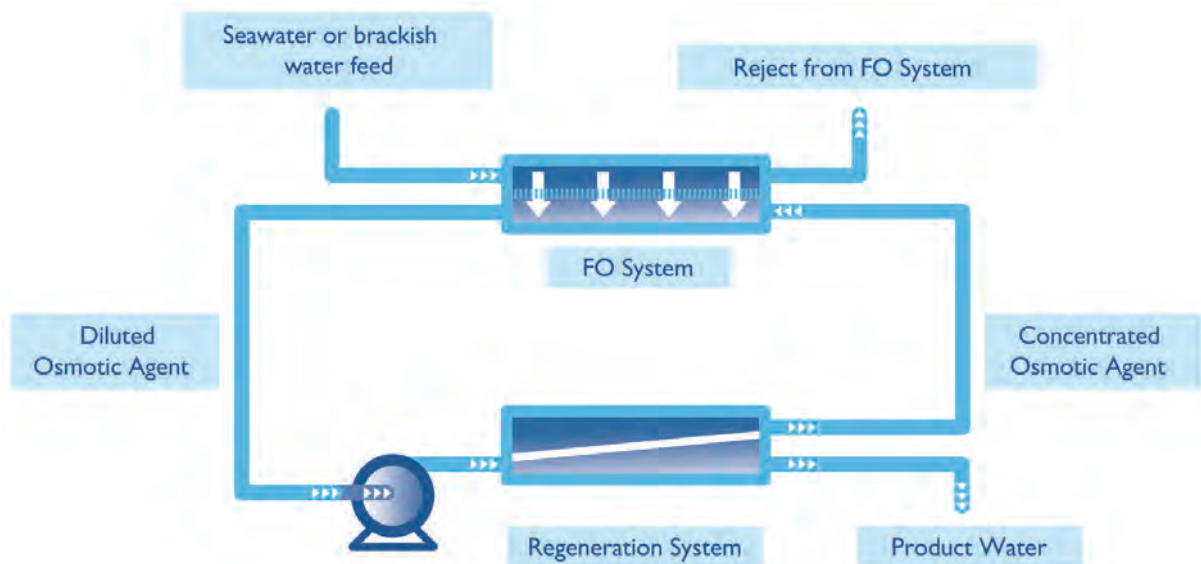 Seawater or brackish
water feed
Reject from FO System
FO System
Diluted
Osmotic Agent
Concentrated
Osmotic Agent
Regeneration System
Product Water